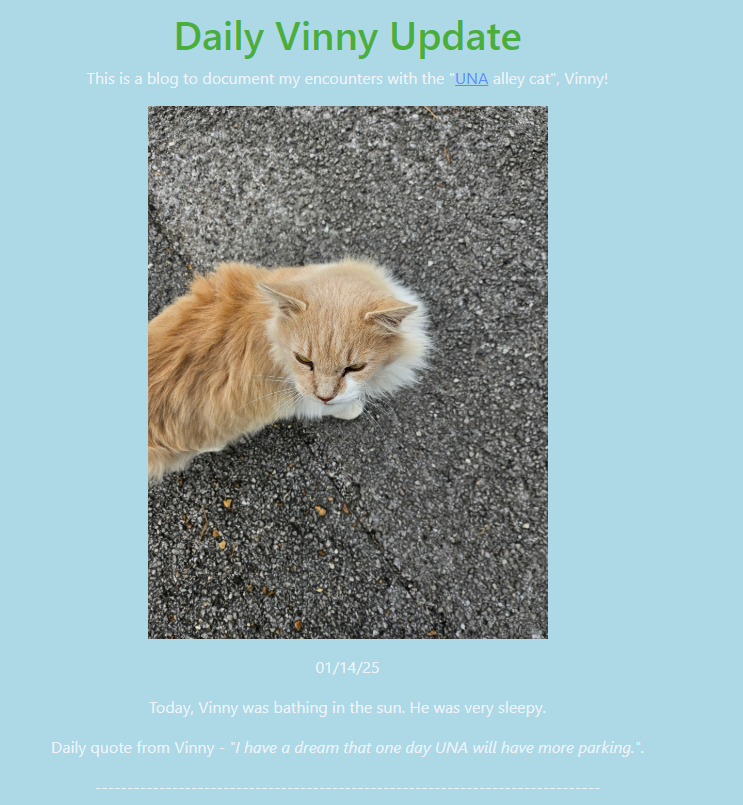 Daily Vinny Update
This is a blog to document my encounters with the "UNA alley cat", Vinny!
01/14/25
Today, Vinny was bathing in the sun. He was very sleepy.
Daily quote from Vinny - "I have a dream that one day UNA will have more parking.".
--------------------------------------------------------------------------------